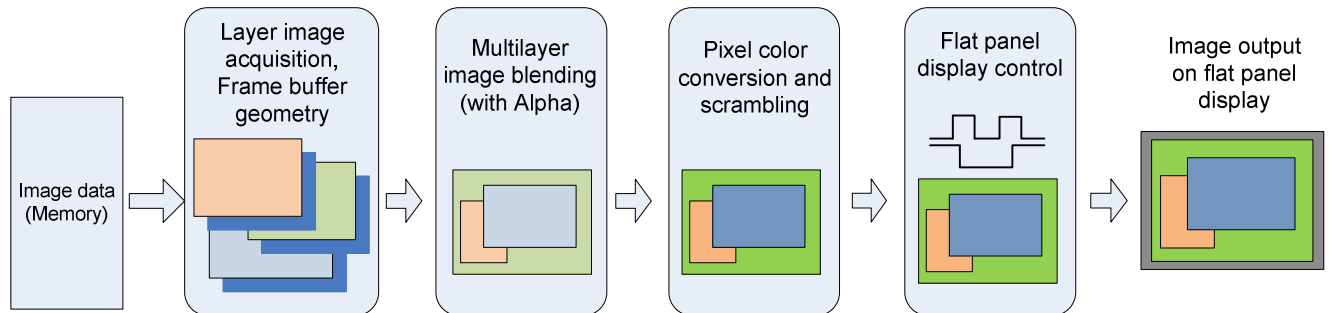 Image data
(Memory)
Layer image
acquisition,
Frame buffer
geometry
Multilayer
image blending
(with Alpha)
Pixel color
conversion and
scrambling
Flat panel
display control
Image output
on flat panel
display